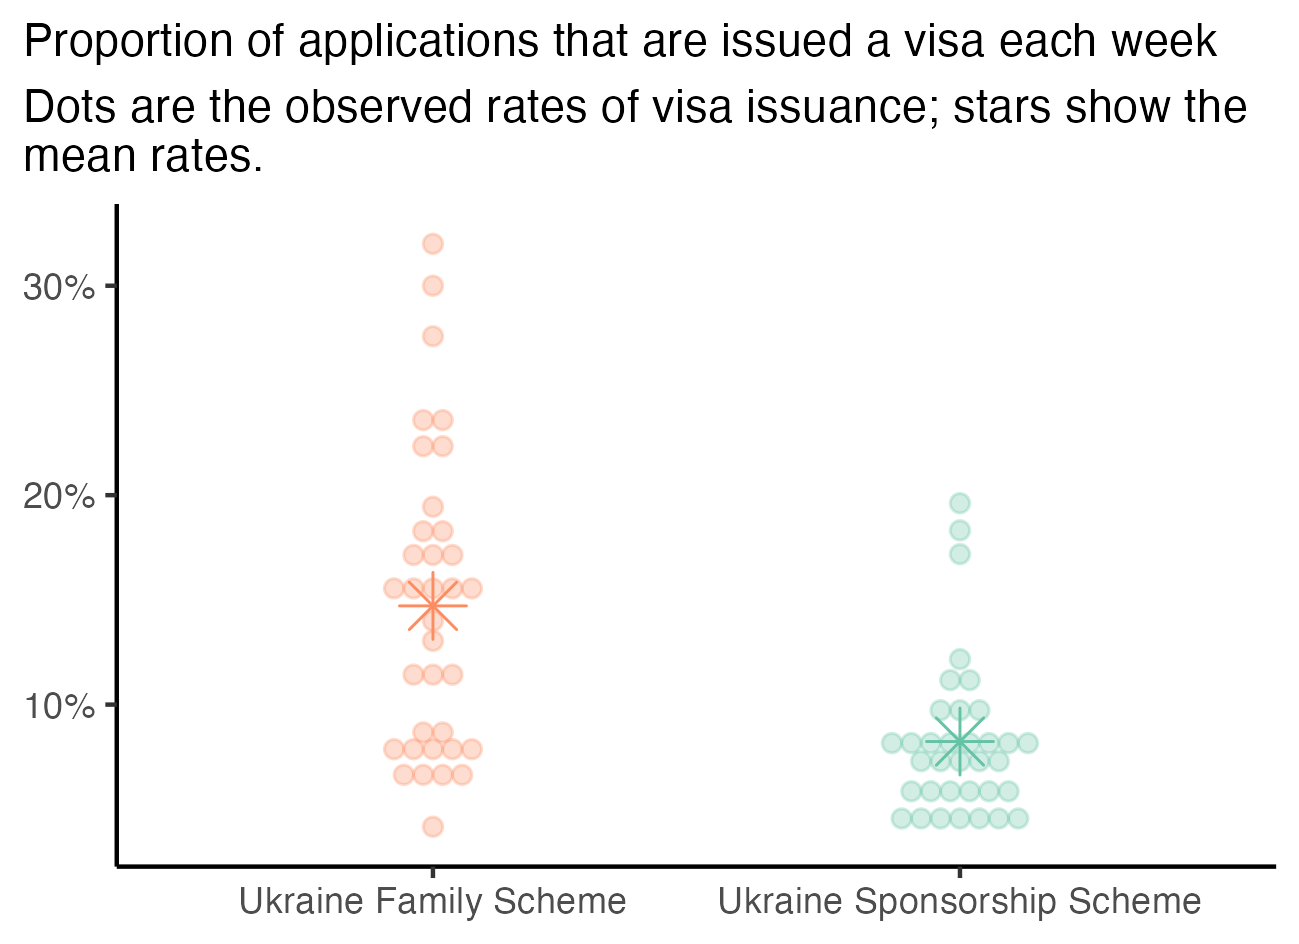 Proportion of applications that are issued a visa each week
Dots are the observed rates of visa issuance; stars show the
mean rates.
30%
20%
10%
Ukraine Family Scheme
Ukraine Sponsorship Scheme